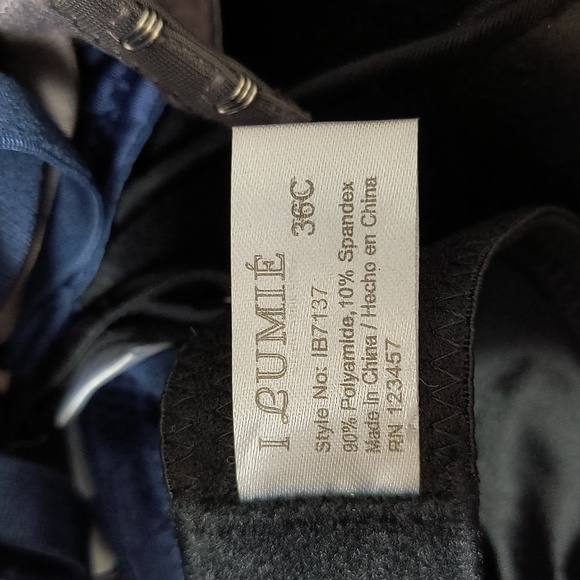 I LUMIÉ 36C
Style No: IB7137
90% Polyamide,10% Spandex
Made In China / Hecho en China
RN 123457